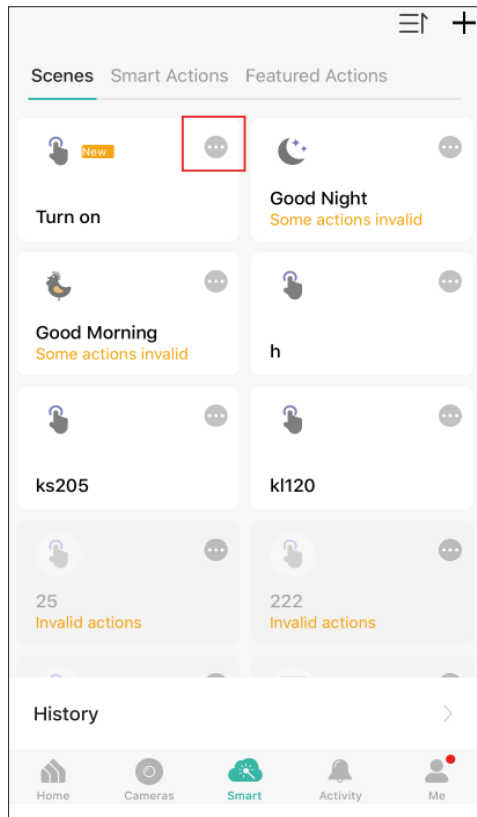 Scenes Smart Actions Featured Actions
New
Turn on
Good Night
Some actions invalid
Good Morning
Some actions invalid
h
ks205
kl120
25
Invalid actions
222
Invalid actions
History
Home Cameras Smart Activity Me